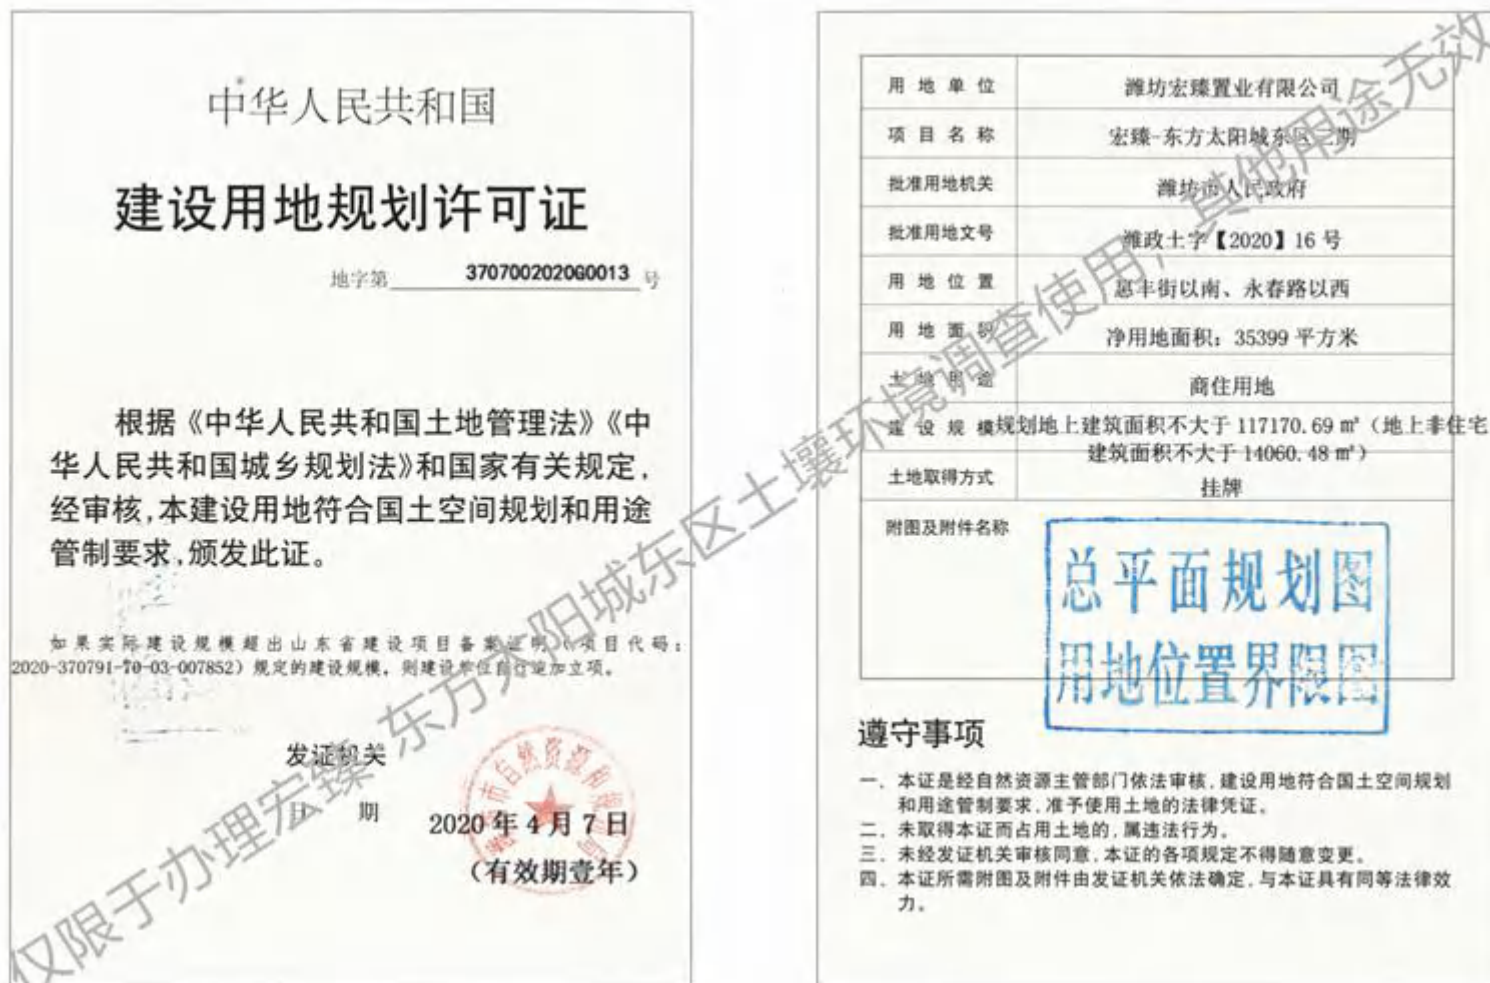 中华人民共和国
建设用地规划许可证
地字第 370700202060013 号
根据《中华人民共和国土地管理法》《中
华人民共和国城乡规划法》和国家有关规定,
经审核,本建设用地符合国土空间规划和用途
管制要求,颁发此证。
如果实际建设规模超出山东省建设项目备案证明（项目代码：
2020-370791-70-03-007852）规定的建设规模，则建设单位自行追加立项。
发证机关
日 期
2020年4月7日
（有效期壹年）
市自然资源和规划局
用地单位 潍坊宏臻置业有限公司
项目名称 宏臻-东方太阳城东区二期
批准用地机关 潍坊市人民政府
批准用地文号 潍政土字【2020】16号
用地位置 惠丰街以南、永春路以西
用地面积 净用地面积：35399平方米
土地用途 商住用地
建设规模 规划地上建筑面积不大于117170.69㎡（地上非住宅
建筑面积不大于14060.48㎡）
土地取得方式 挂牌
附图及附件名称
总平面规划图
用地位置界限图
遵守事项
一、本证是经自然资源主管部门依法审核,建设用地符合国土空间规划
和用途管制要求,准予使用土地的法律凭证。
二、未取得本证而占用土地的,属违法行为。
三、未经发证机关审核同意,本证的各项规定不得随意变更。
四、本证所需附图及附件由发证机关依法确定,与本证具有同等法律效
力。
仅限于办理宏臻 东方太阳城东区土壤环境调查使用，其他用途无效